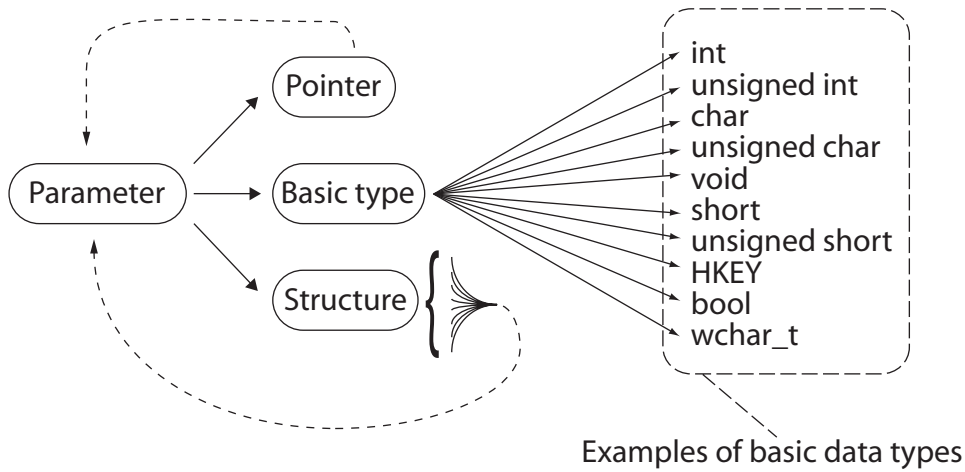 Pointer
Parameter
Basic type
Structure
int
unsigned int
char
unsigned char
void
short
unsigned short
HKEY
bool
wchar_t
Examples of basic data types